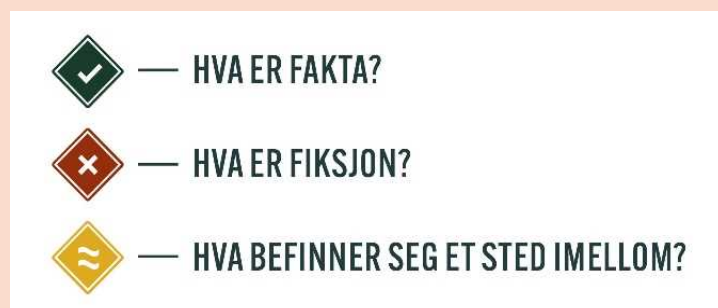 — HVA ER FAKTA?
— HVA ER FIKSJON?
≈ — HVA BEFINNER SEG ET STED IMELLOM?